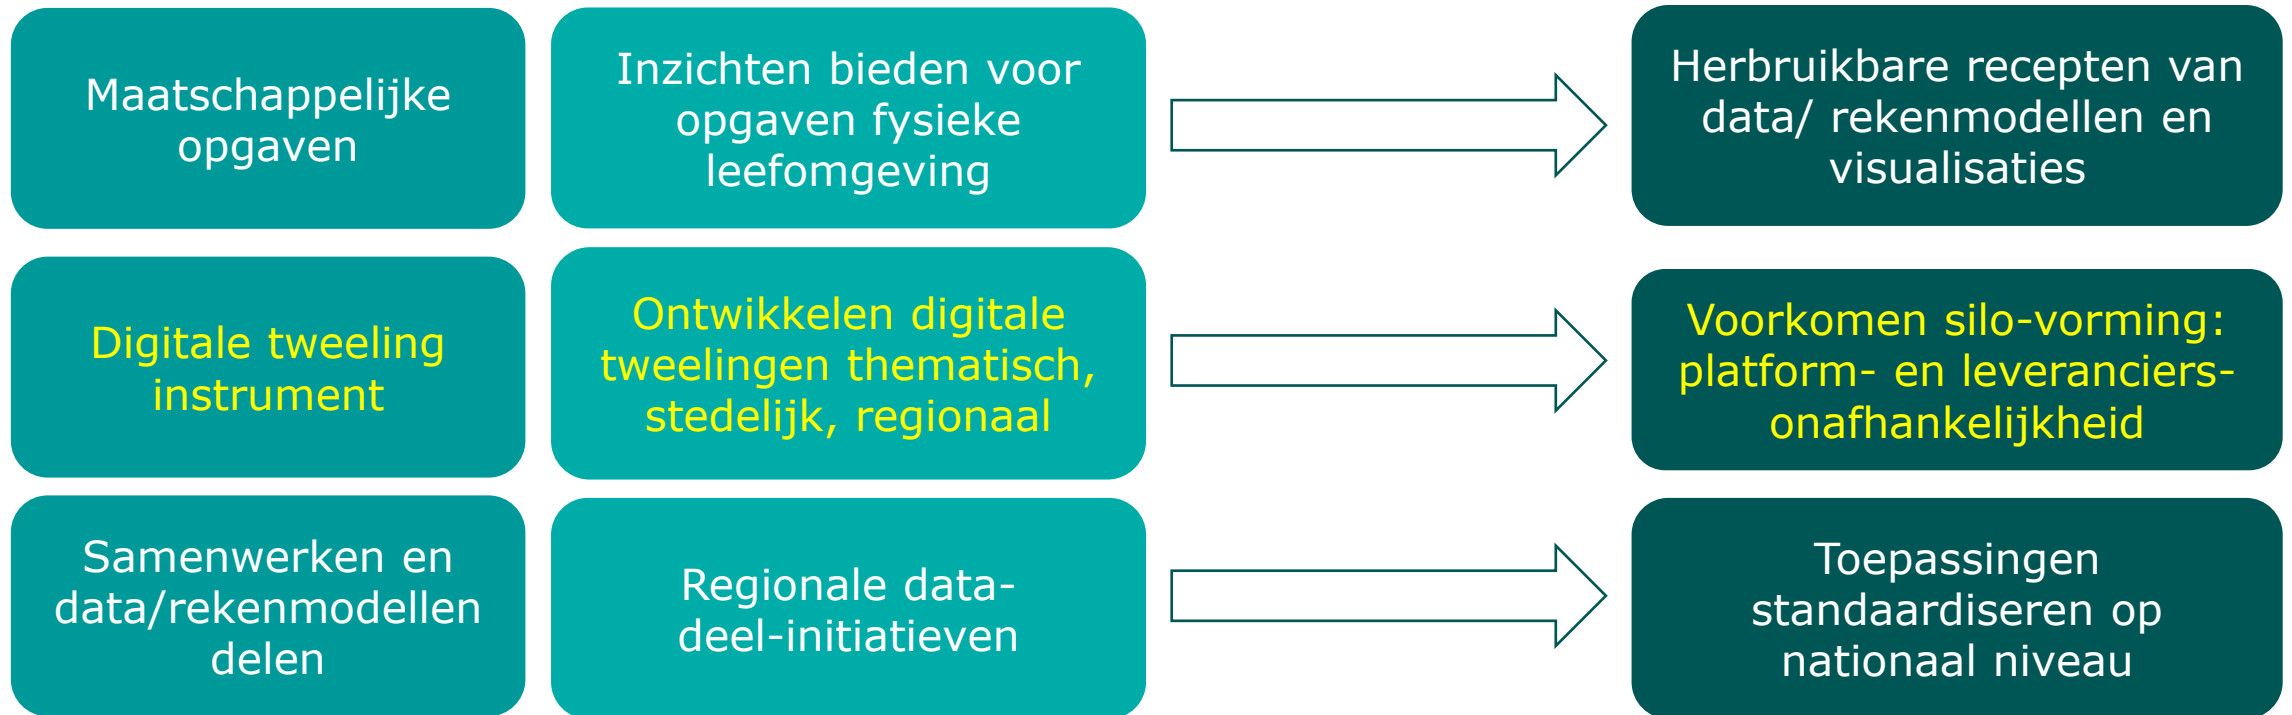 Maatschappelijke
opgaven
Inzichten bieden voor
opgaven fysieke
leefomgeving
Herbruikbare recepten van
data/ rekenmodellen en
visualisaties
Digitale tweeling
instrument
Ontwikkelen digitale
tweelingen thematisch,
stedelijk, regionaal
Voorkomen silo-vorming:
platform- en leveranciers-
onafhankelijkheid
Samenwerken en
data/rekenmodellen
delen
Regionale data-
deel-initiatieven
Toepassingen
standaardiseren op
nationaal niveau